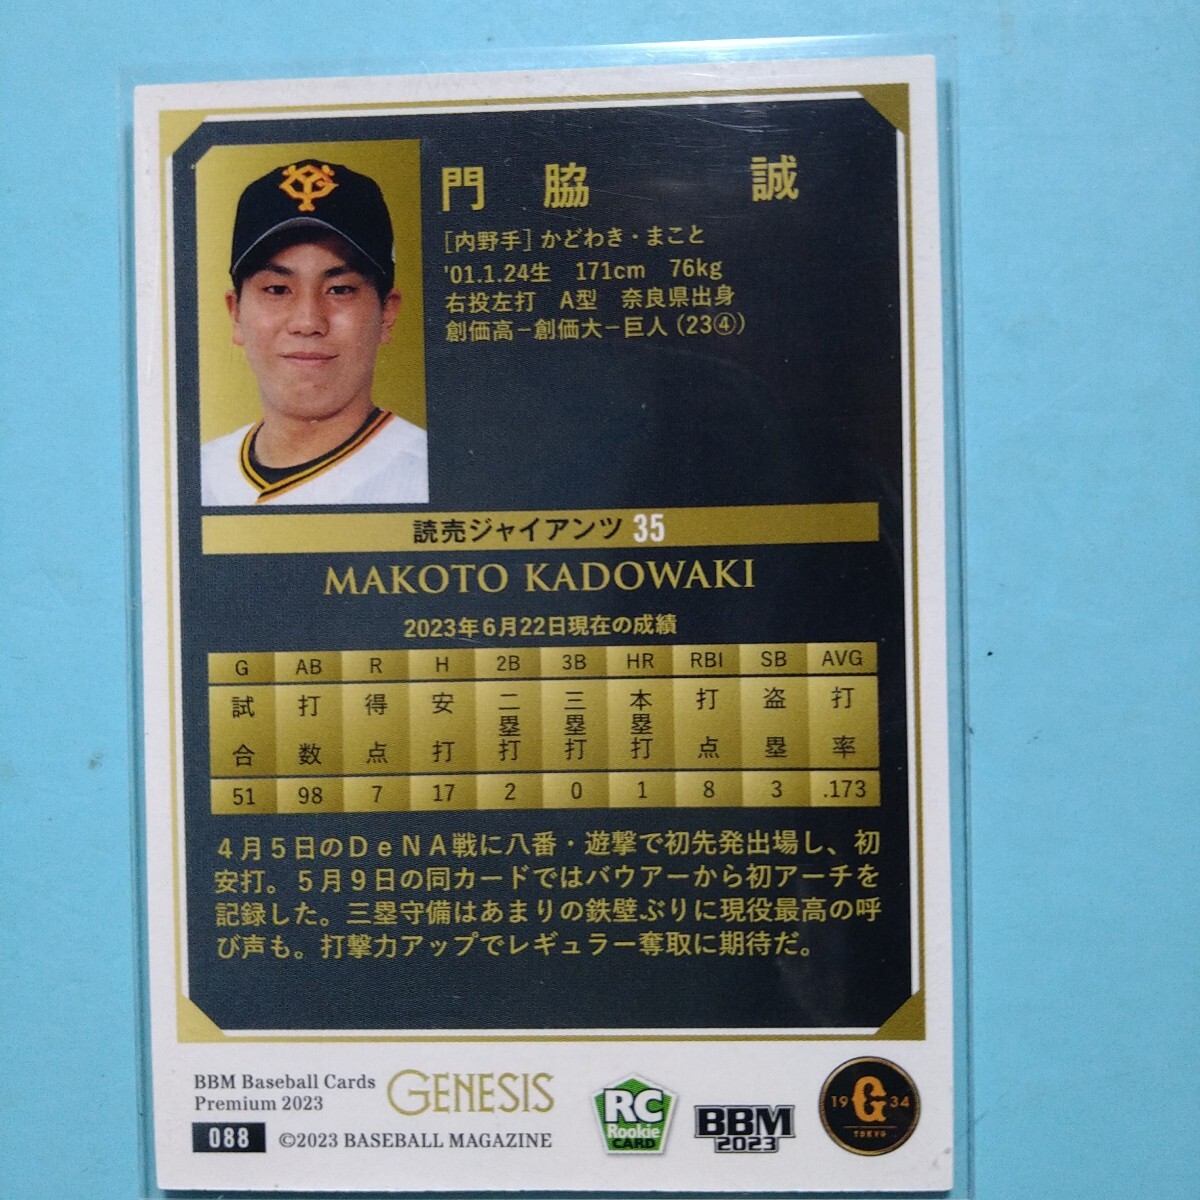 門脇 誠
[内野手]かどわき・まこと
'01.1.24生 171cm 76kg
右投左打 A型 奈良県出身
創価高－創価大－巨人(23④)
読売ジャイアンツ 35
MAKOTO KADOWAKI
2023年6月22日現在の成績
G AB R H 2B 3B HR RBI SB AVG
試合 打数 得点 安打 二塁打 三塁打 本塁打 打点 盗塁 打率
51 98 7 17 2 0 1 8 3 .173
4月5日のDeNA戦に八番・遊撃で初先発出場し、初
安打。5月9日の同カードではバウアーから初アーチを
記録した。三塁守備はあまりの鉄壁ぶりに現役最高の呼
び声も。打撃力アップでレギュラー奪取に期待だ。
BBM Baseball Cards
Premium 2023
GENESIS
088 ©2023 BASEBALL MAGAZINE
RC
Rookie
CARD
BBM
2023
19 G 34
TOKYO